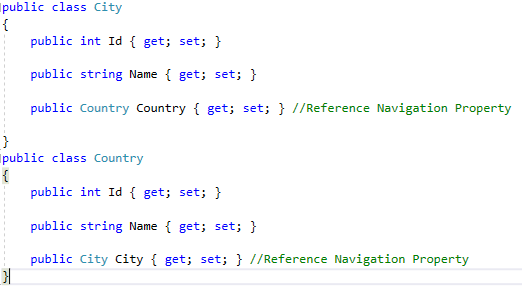 public class City
{
public int Id { get; set; }
public string Name { get; set; }
public Country Country { get; set; } //Reference Navigation Property
}
public class Country
{
public int Id { get; set; }
public string Name { get; set; }
public City City { get; set; } //Reference Navigation Property
}